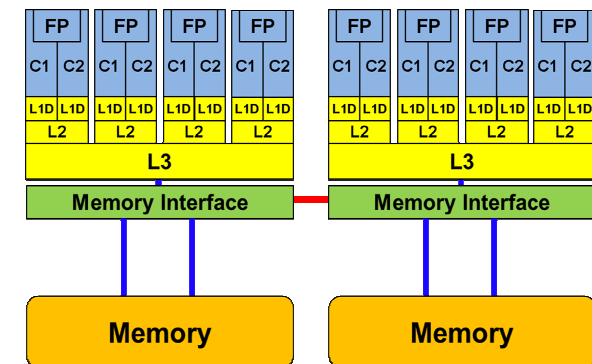 FP FP FP FP FP FP FP FP
C1 C2 C1 C2 C1 C2 C1 C2 C1 C2 C1 C2 C1 C2 C1 C2
L1D L1D L1D L1D L1D L1D L1D L1D L1D L1D L1D L1D L1D L1D L1D L1D
L2 L2 L2 L2 L2 L2 L2 L2
L3 L3
Memory Interface Memory Interface
Memory Memory